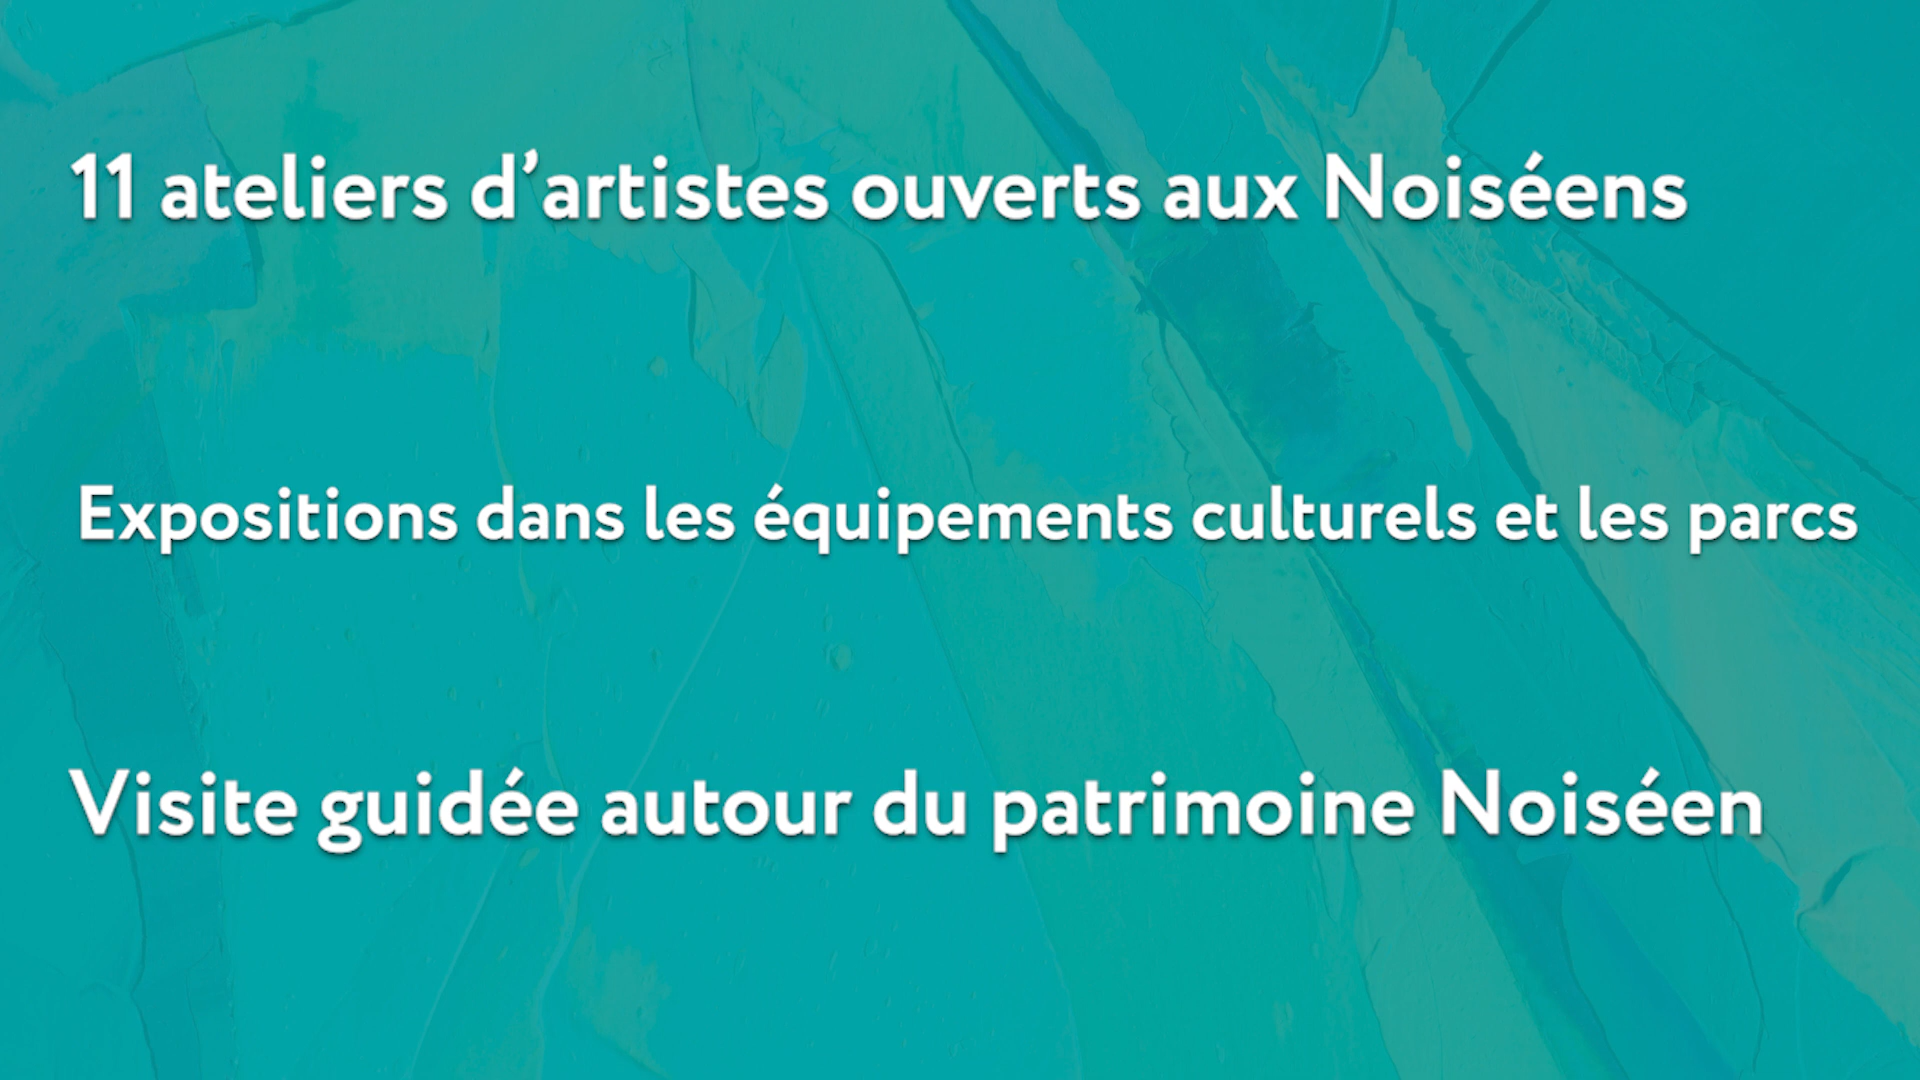 11 ateliers d’artistes ouverts aux Noiséens
Expositions dans les équipements culturels et les parcs
Visite guidée autour du patrimoine Noiséen